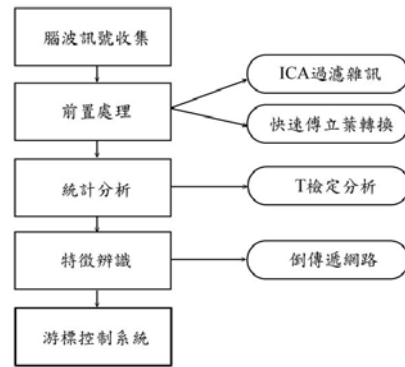 腦波訊號收集
ICA過濾雜訊
前置處理
快速傅立葉轉換
統計分析
T檢定分析
特徵辨識
倒傳遞網路
游標控制系統